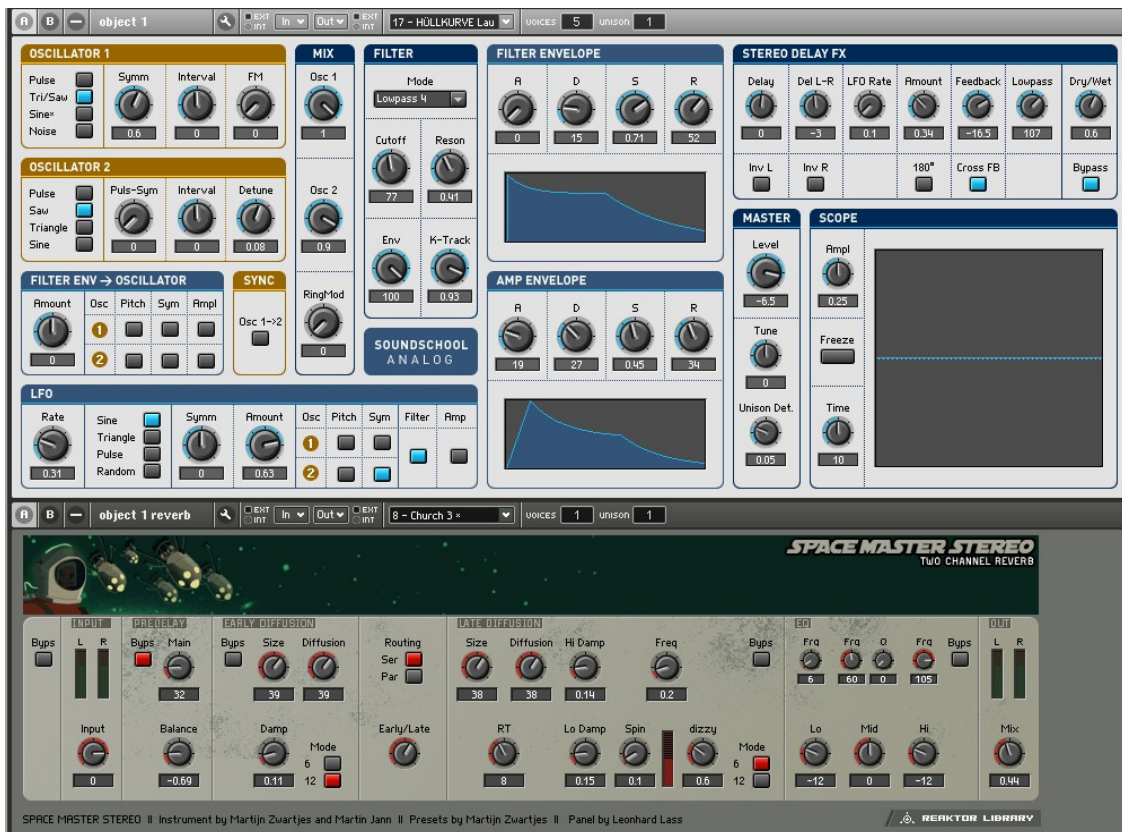 A B object 1 EXT INT In Out EXT INT 17 - HÜLLKURVE Lau VOICES 5 UNISON 1
OSCILLATOR 1
Pulse
Tri/Saw
Sine×
Noise
Symm Interval FM
0.6 0 0
OSCILLATOR 2
Pulse
Saw
Triangle
Sine
Puls-Sym Interval Detune
0 0 0.08
FILTER ENV → OSCILLATOR
Amount Osc Pitch Sym Ampl
1
2
0
SYNC
Osc 1->2
MIX
Osc 1
1
Osc 2
0.9
RingMod
0
FILTER
Mode
Lowpass 4
Cutoff Reson
77 0.41
Env K-Track
100 0.93
SOUNDSCHOOL
ANALOG
LFO
Rate
0.31
Sine
Triangle
Pulse
Random
Symm Amount
0 0.63
Osc Pitch Sym Filter Amp
1
2
FILTER ENVELOPE
A D S R
0 15 0.71 52
AMP ENVELOPE
A D S R
19 27 0.45 34
STEREO DELAY FX
Delay Del L-R LFO Rate Amount Feedback Lowpass Dry/Wet
0 -3 0.1 0.34 -16.5 107 0.6
Inv L Inv R 180° Cross FB Bypass
MASTER
Level
-6.5
Tune
0
Unison Det.
0.05
SCOPE
Ampl
0.25
Freeze
Time
10
A B object 1 reverb EXT INT In Out EXT INT 8 - Church 3 × VOICES 1 UNISON 1
SPACE MASTER STEREO
TWO CHANNEL REVERB
Byps
INPUT
L R
Input
0
PREDELAY
Byps Main
32
Balance
-0.69
EARLY DIFFUSION
Byps Size Diffusion
39 39
Damp
0.11
Mode
6
12
Routing
Ser
Par
Early/Late
LATE DIFFUSION
Size Diffusion Hi Damp Freq Byps
38 38 0.14 0.2
RT Lo Damp Spin dizzy
8 0.15 0.1 0.6
Mode
6
12
EQ
Frq Frq Q Frq Byps
6 60 0 105
Lo Mid Hi
-12 0 -12
OUT
L R
Mix
0.44
SPACE MASTER STEREO II Instrument by Martijn Zwartjes and Martin Jann II Presets by Martijn Zwartjes II Panel by Leonhard Lass
REAKTOR LIBRARY